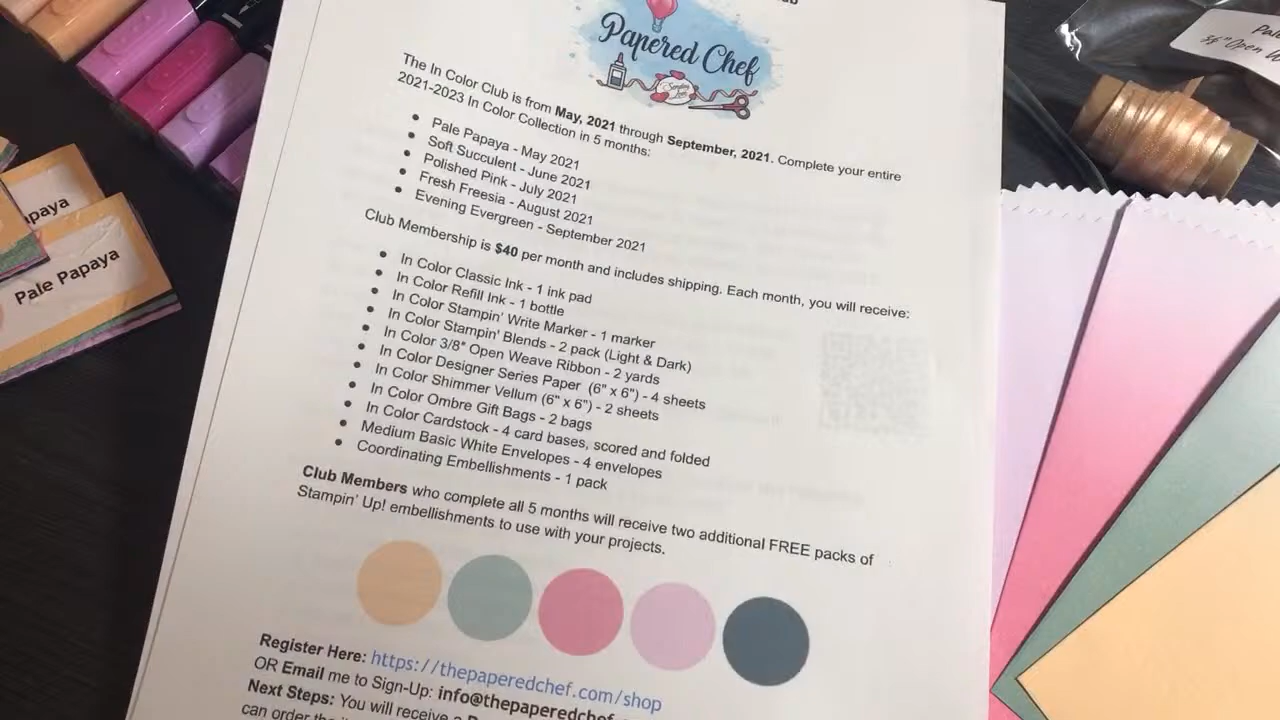 Papered Chef
The In Color Club is from May, 2021 through September, 2021. Complete your entire
2021-2023 In Color Collection in 5 months:
● Pale Papaya - May 2021
● Soft Succulent - June 2021
● Polished Pink - July 2021
● Fresh Freesia - August 2021
● Evening Evergreen - September 2021
Club Membership is $40 per month and includes shipping. Each month, you will receive:
● In Color Classic Ink - 1 ink pad
● In Color Refill Ink - 1 bottle
● In Color Stampin' Write Marker - 1 marker
● In Color Stampin' Blends - 2 pack (Light & Dark)
● In Color 3/8" Open Weave Ribbon - 2 yards
● In Color Designer Series Paper (6" x 6") - 4 sheets
● In Color Shimmer Vellum (6" x 6") - 2 sheets
● In Color Ombre Gift Bags - 2 bags
● In Color Cardstock - 4 card bases, scored and folded
● Medium Basic White Envelopes - 4 envelopes
● Coordinating Embellishments - 1 pack
Club Members who complete all 5 months will receive two additional FREE packs of
Stampin' Up! embellishments to use with your projects.
Register Here: https://thepaperedchef.com/shop
OR Email me to Sign-Up: info@thepaperedchef
Next Steps: You will receive a
can order the
apaya
Pale Papaya
Open